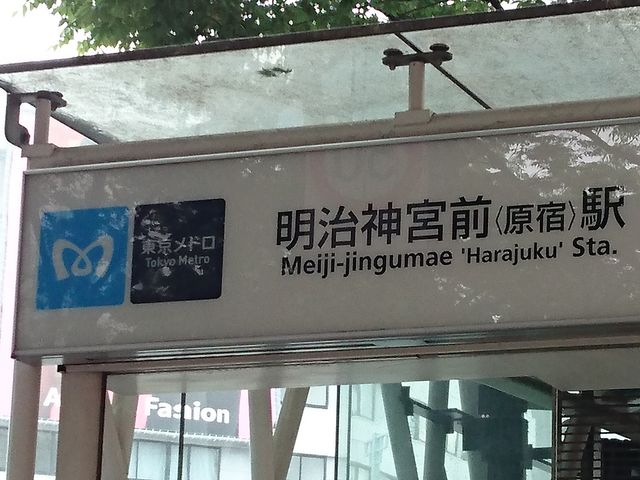 明治神宮前〈原宿〉駅
Meiji-jingumae 'Harajuku' Sta.
東京メトロ
Tokyo Metro
Fashion